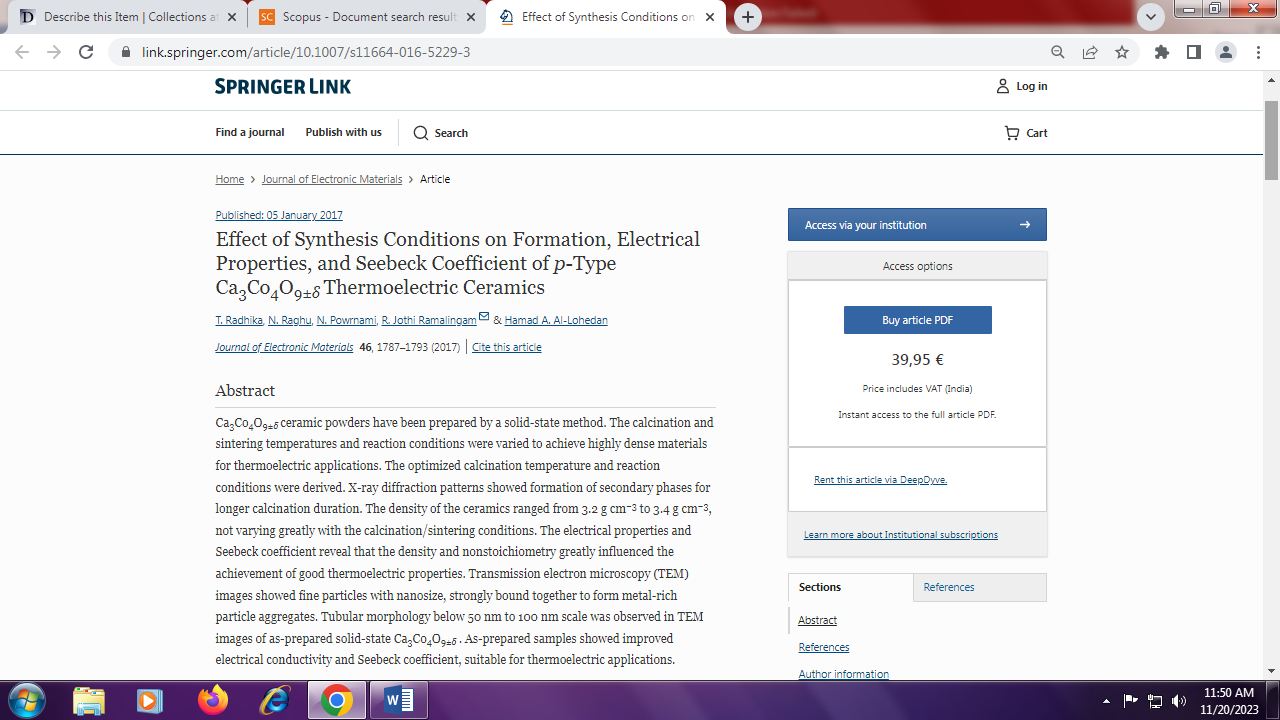 Describe this Item | Collections at
Scopus - Document search result
Effect of Synthesis Conditions on
link.springer.com/article/10.1007/s11664-016-5229-3
SPRINGER LINK
Log in
Find a journal
Publish with us
Search
Cart
Home > Journal of Electronic Materials > Article
Published: 05 January 2017
Effect of Synthesis Conditions on Formation, Electrical
Properties, and Seebeck Coefficient of p-Type
Ca3Co4O9±δ Thermoelectric Ceramics
T. Radhika, N. Raghu, N. Powrnami, R. Jothi Ramalingam & Hamad A. Al-Lohedan
Journal of Electronic Materials 46, 1787–1793 (2017) | Cite this article
Abstract
Ca3Co4O9±δ ceramic powders have been prepared by a solid-state method. The calcination and
sintering temperatures and reaction conditions were varied to achieve highly dense materials
for thermoelectric applications. The optimized calcination temperature and reaction
conditions were derived. X-ray diffraction patterns showed formation of secondary phases for
longer calcination duration. The density of the ceramics ranged from 3.2 g cm−3 to 3.4 g cm−3,
not varying greatly with the calcination/sintering conditions. The electrical properties and
Seebeck coefficient reveal that the density and nonstoichiometry greatly influenced the
achievement of good thermoelectric properties. Transmission electron microscopy (TEM)
images showed fine particles with nanosize, strongly bound together to form metal-rich
particle aggregates. Tubular morphology below 50 nm to 100 nm scale was observed in TEM
images of as-prepared solid-state Ca3Co4O9±δ . As-prepared samples showed improved
electrical conductivity and Seebeck coefficient, suitable for thermoelectric applications.
Access via your institution
Access options
Buy article PDF
39,95 €
Price includes VAT (India)
Instant access to the full article PDF.
Rent this article via DeepDyve.
Learn more about Institutional subscriptions
Sections
References
Abstract
References
Author information
11:50 AM
11/20/2023